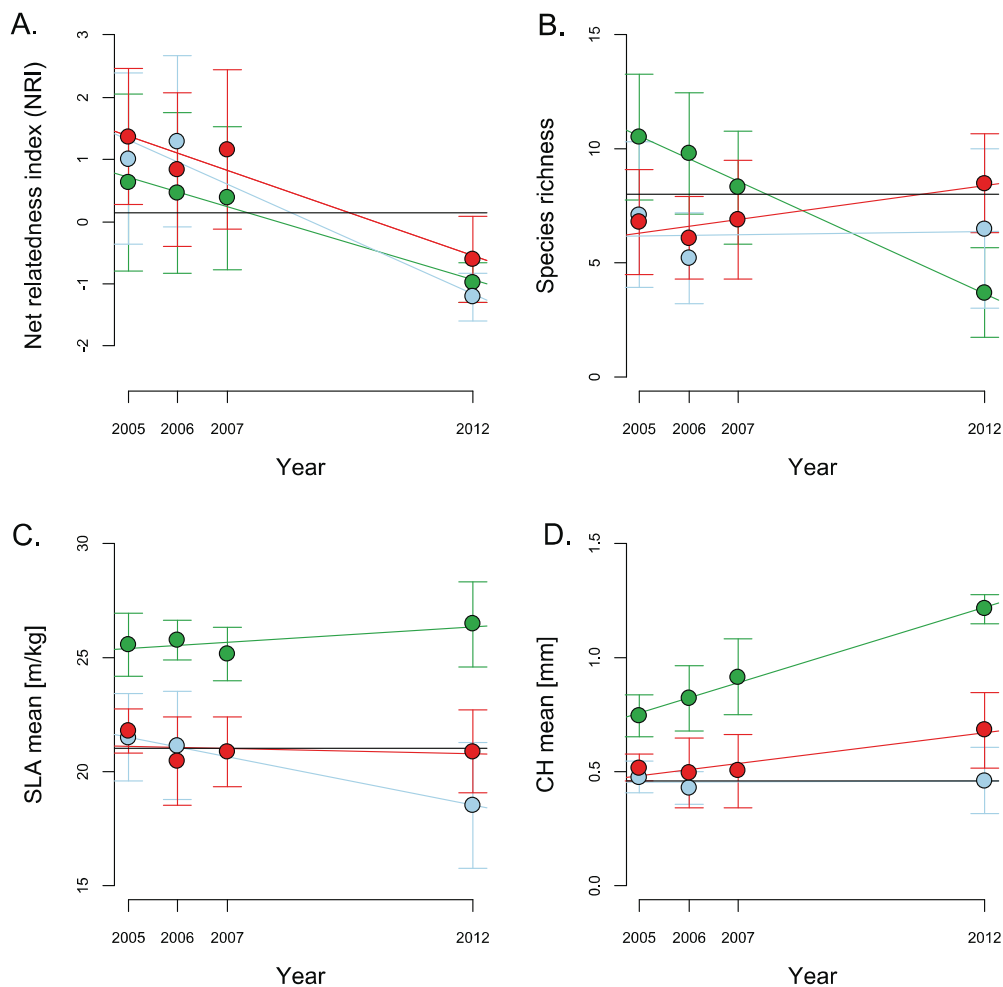 A.
Net relatedness index (NRI)
3
2
1
0
-1
-2
2005 2006 2007 2012
Year
B.
Species richness
15
10
5
0
2005 2006 2007 2012
Year
C.
SLA mean [m/kg]
30
25
20
15
2005 2006 2007 2012
Year
D.
CH mean [mm]
1.5
1.0
0.5
0.0
2005 2006 2007 2012
Year